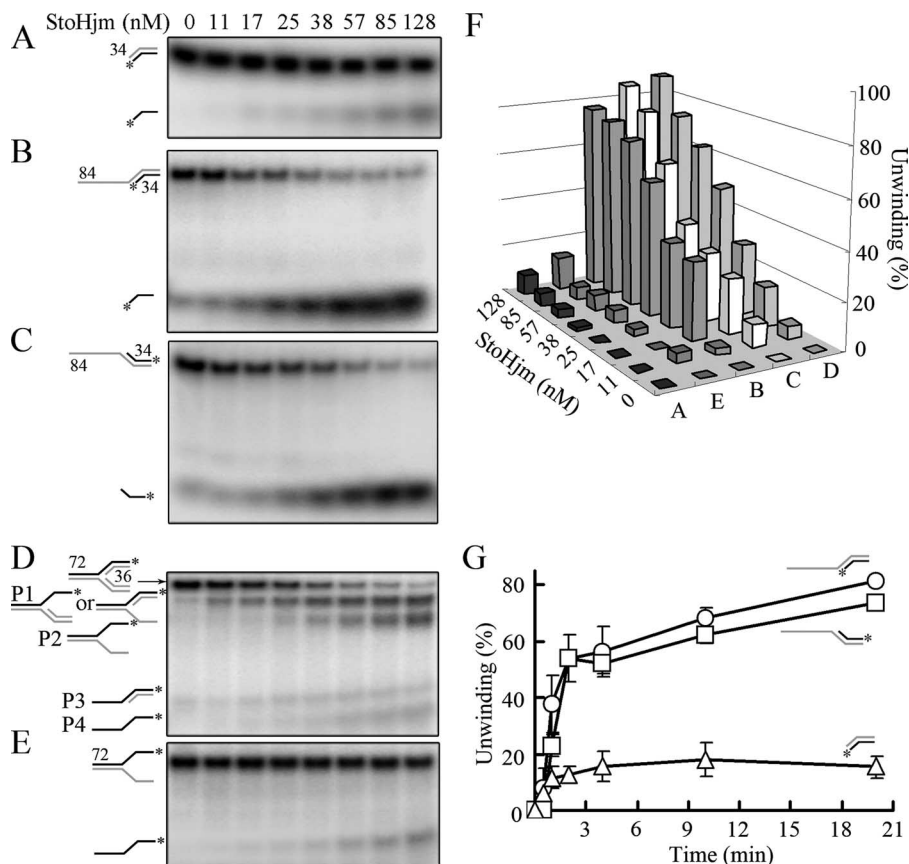 StoHjm (nM) 0 11 17 25 38 57 85 128
A
34
*
*
B
84
*34
*
C
34
*
84
*
D
72
*
36
P1
*
or
*
P2
*
P3
*
P4
*
E
72
*
*
F
100
80
60
40
20
0
Unwinding (%)
128
85
57
38
25
17
11
0
StoHjm (nM)
A
E
B
C
D
G
80
60
40
20
0
Unwinding (%)
*
*
*
3 6 9 12 15 18 21
Time (min)